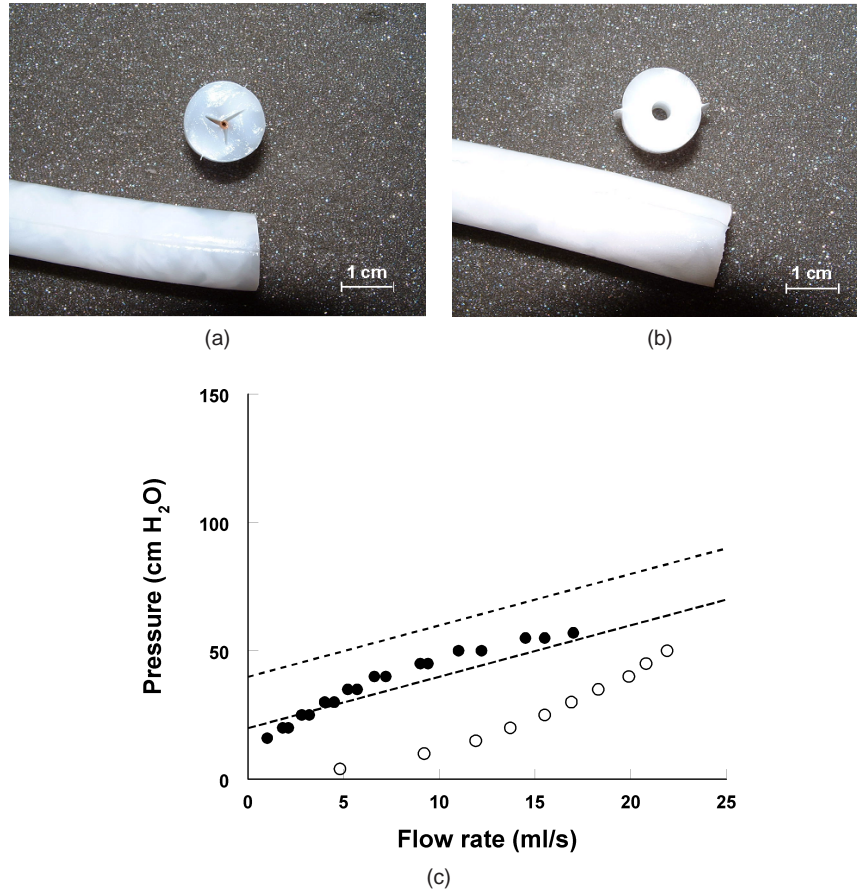 1 cm
1 cm
(a)
(b)
150
100
50
0
Pressure (cm H₂O)
0 5 10 15 20 25
Flow rate (ml/s)
(c)